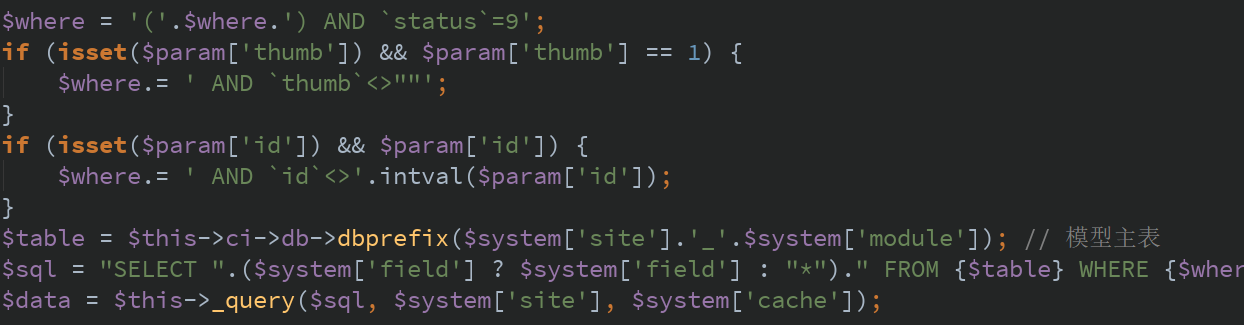 $where = '('.$where.') AND `status`=9';
if (isset($param['thumb']) && $param['thumb'] == 1) {
    $where.= ' AND `thumb`<>""';
}
if (isset($param['id']) && $param['id']) {
    $where.= ' AND `id`<>'.intval($param['id']);
}
$table = $this->ci->db->dbprefix($system['site'].'_'.$system['module']); // 模型主表
$sql = "SELECT ".($system['field'] ? $system['field'] : "*")." FROM {$table} WHERE {$wher
$data = $this->_query($sql, $system['site'], $system['cache']);